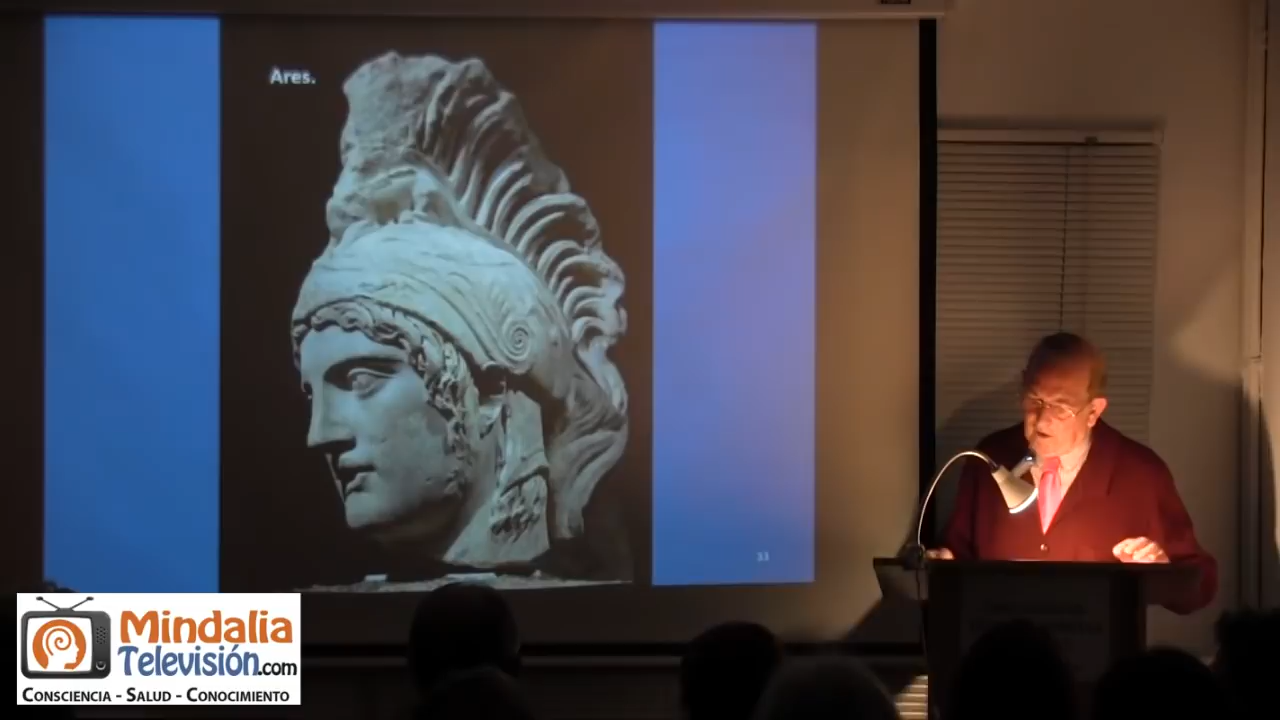 Ares.
33
Mindalia
Televisión.com
CONSCIENCIA - SALUD - CONOCIMIENTO